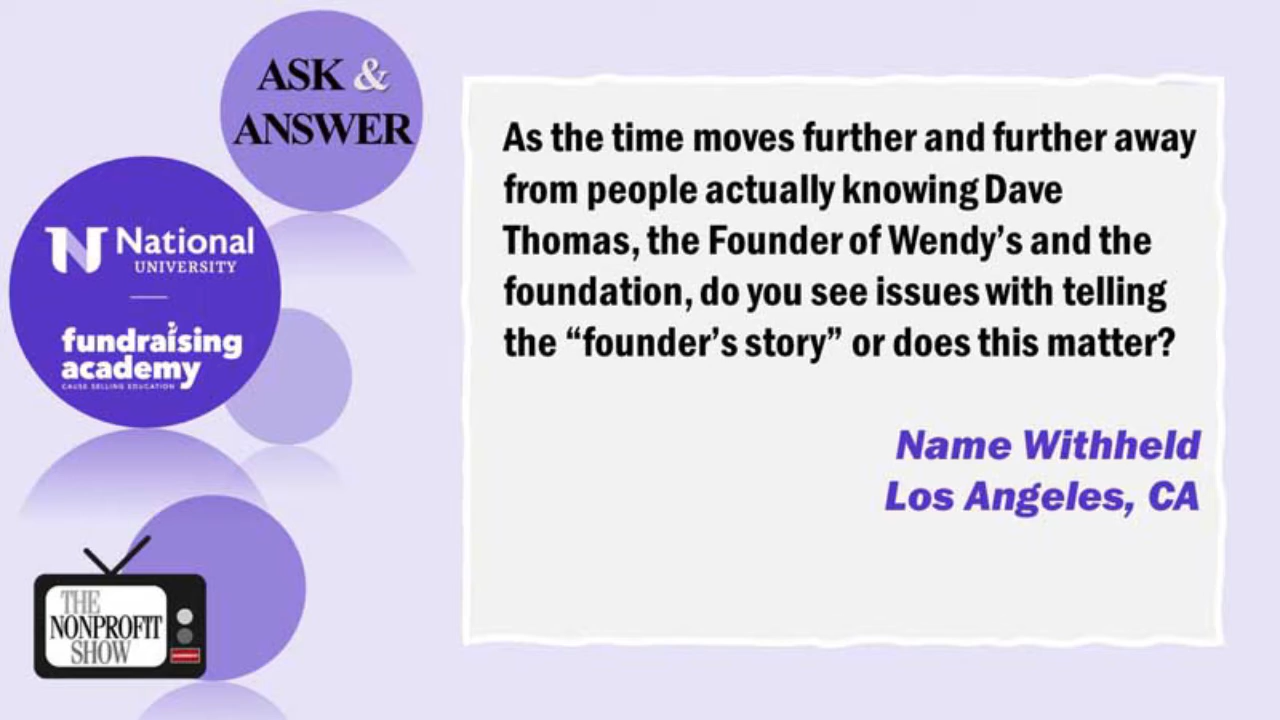 ASK &
ANSWER
National
UNIVERSITY
fundraising
academy
CAUSE SELLING EDUCATION
THE
NONPROFIT
SHOW
As the time moves further and further away
from people actually knowing Dave
Thomas, the Founder of Wendy’s and the
foundation, do you see issues with telling
the “founder’s story” or does this matter?
Name Withheld
Los Angeles, CA